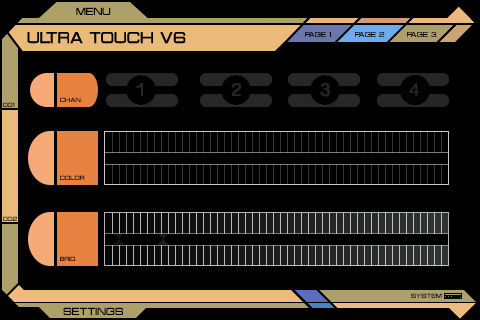 MENU
ULTRA TOUCH V6
PAGE 1
PAGE 2
PAGE 3
CHAN.
1
2
3
4
001
COLOR
002
BRID.
SYSTEM
SETTINGS